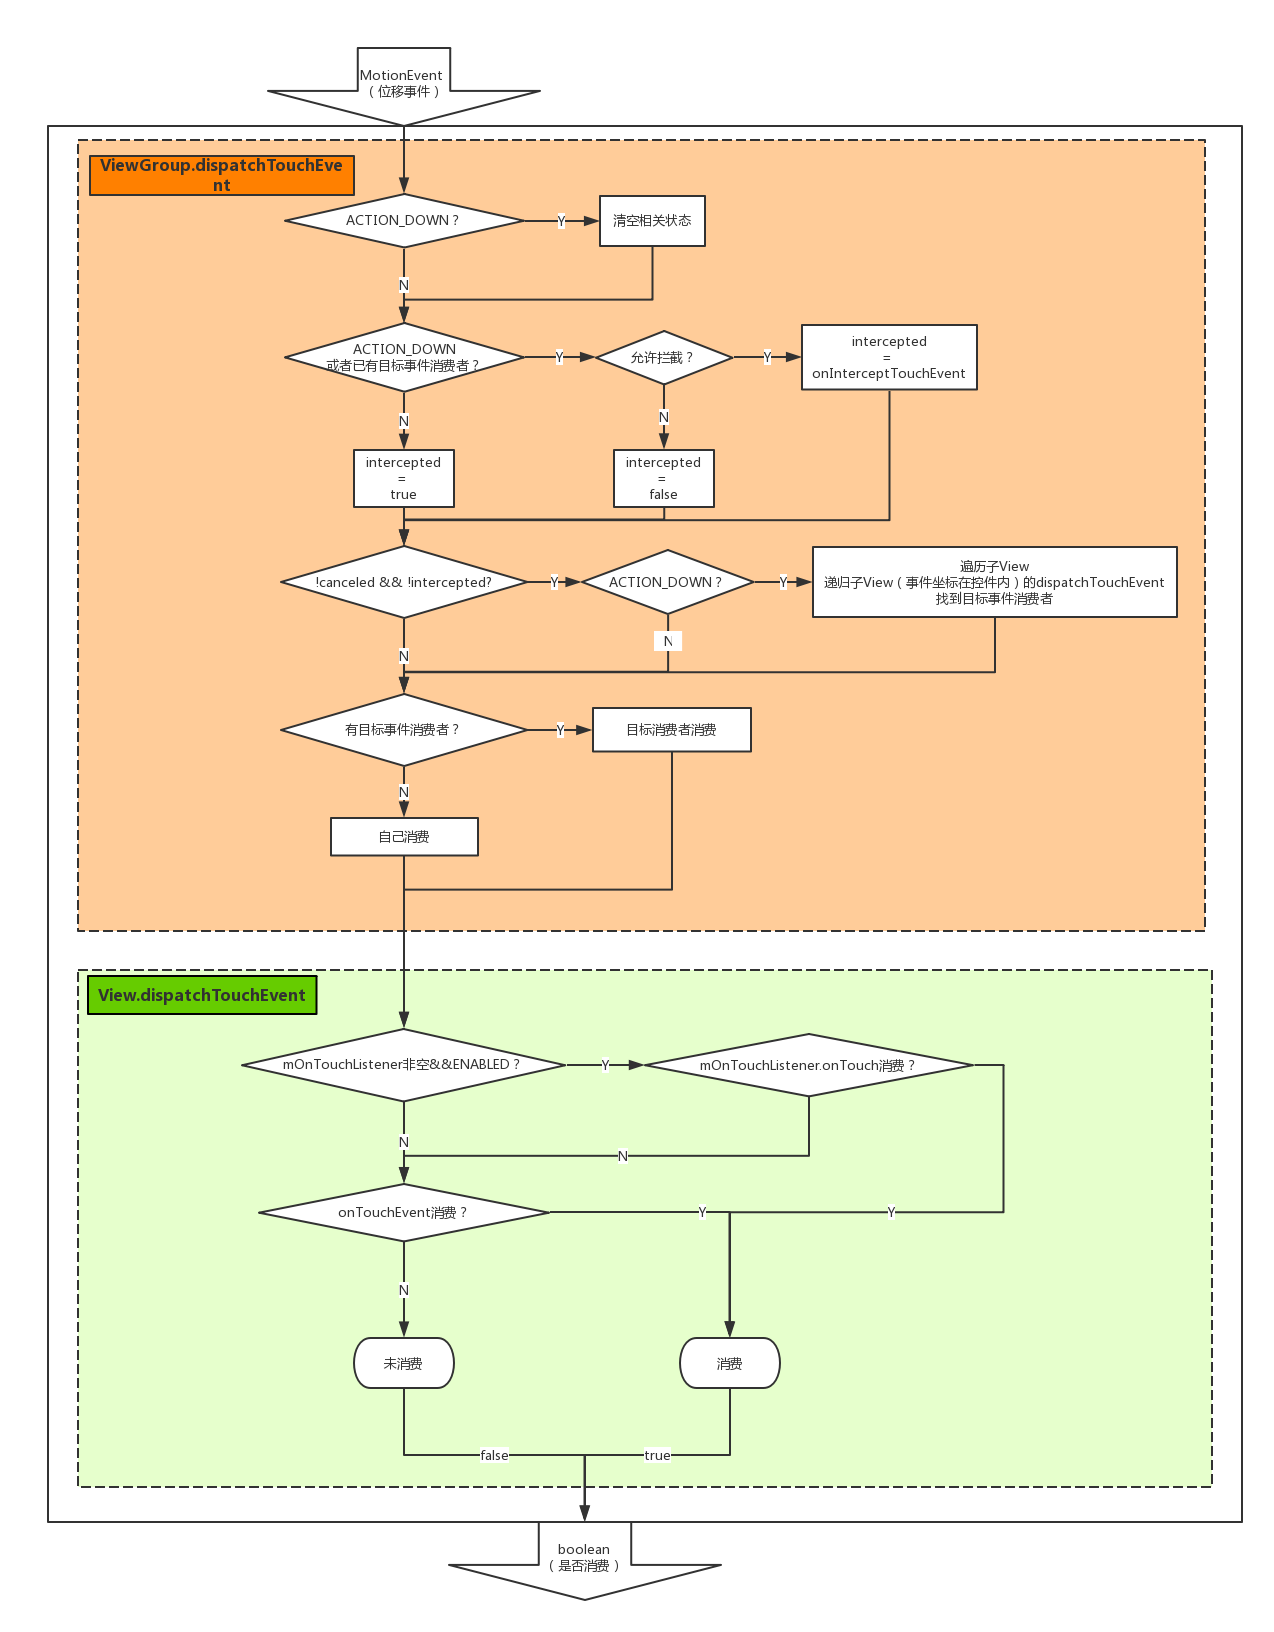 MotionEvent
（位移事件）
ViewGroup.dispatchTouchEve
nt
ACTION_DOWN？
Y
清空相关状态
N
ACTION_DOWN
或者已有目标事件消费者？
Y
允许拦截？
Y
intercepted
=
onInterceptTouchEvent
N
N
intercepted
=
true
intercepted
=
false
!canceled && !intercepted?
Y
ACTION_DOWN？
Y
遍历子View
递归子View（事件坐标在控件内）的dispatchTouchEvent
找到目标事件消费者
N
N
有目标事件消费者？
Y
目标消费者消费
N
自己消费
View.dispatchTouchEvent
mOnTouchListener非空&&ENABLED？
Y
mOnTouchListener.onTouch消费？
N
N
onTouchEvent消费？
Y
Y
N
未消费
消费
false
true
boolean
（是否消费）